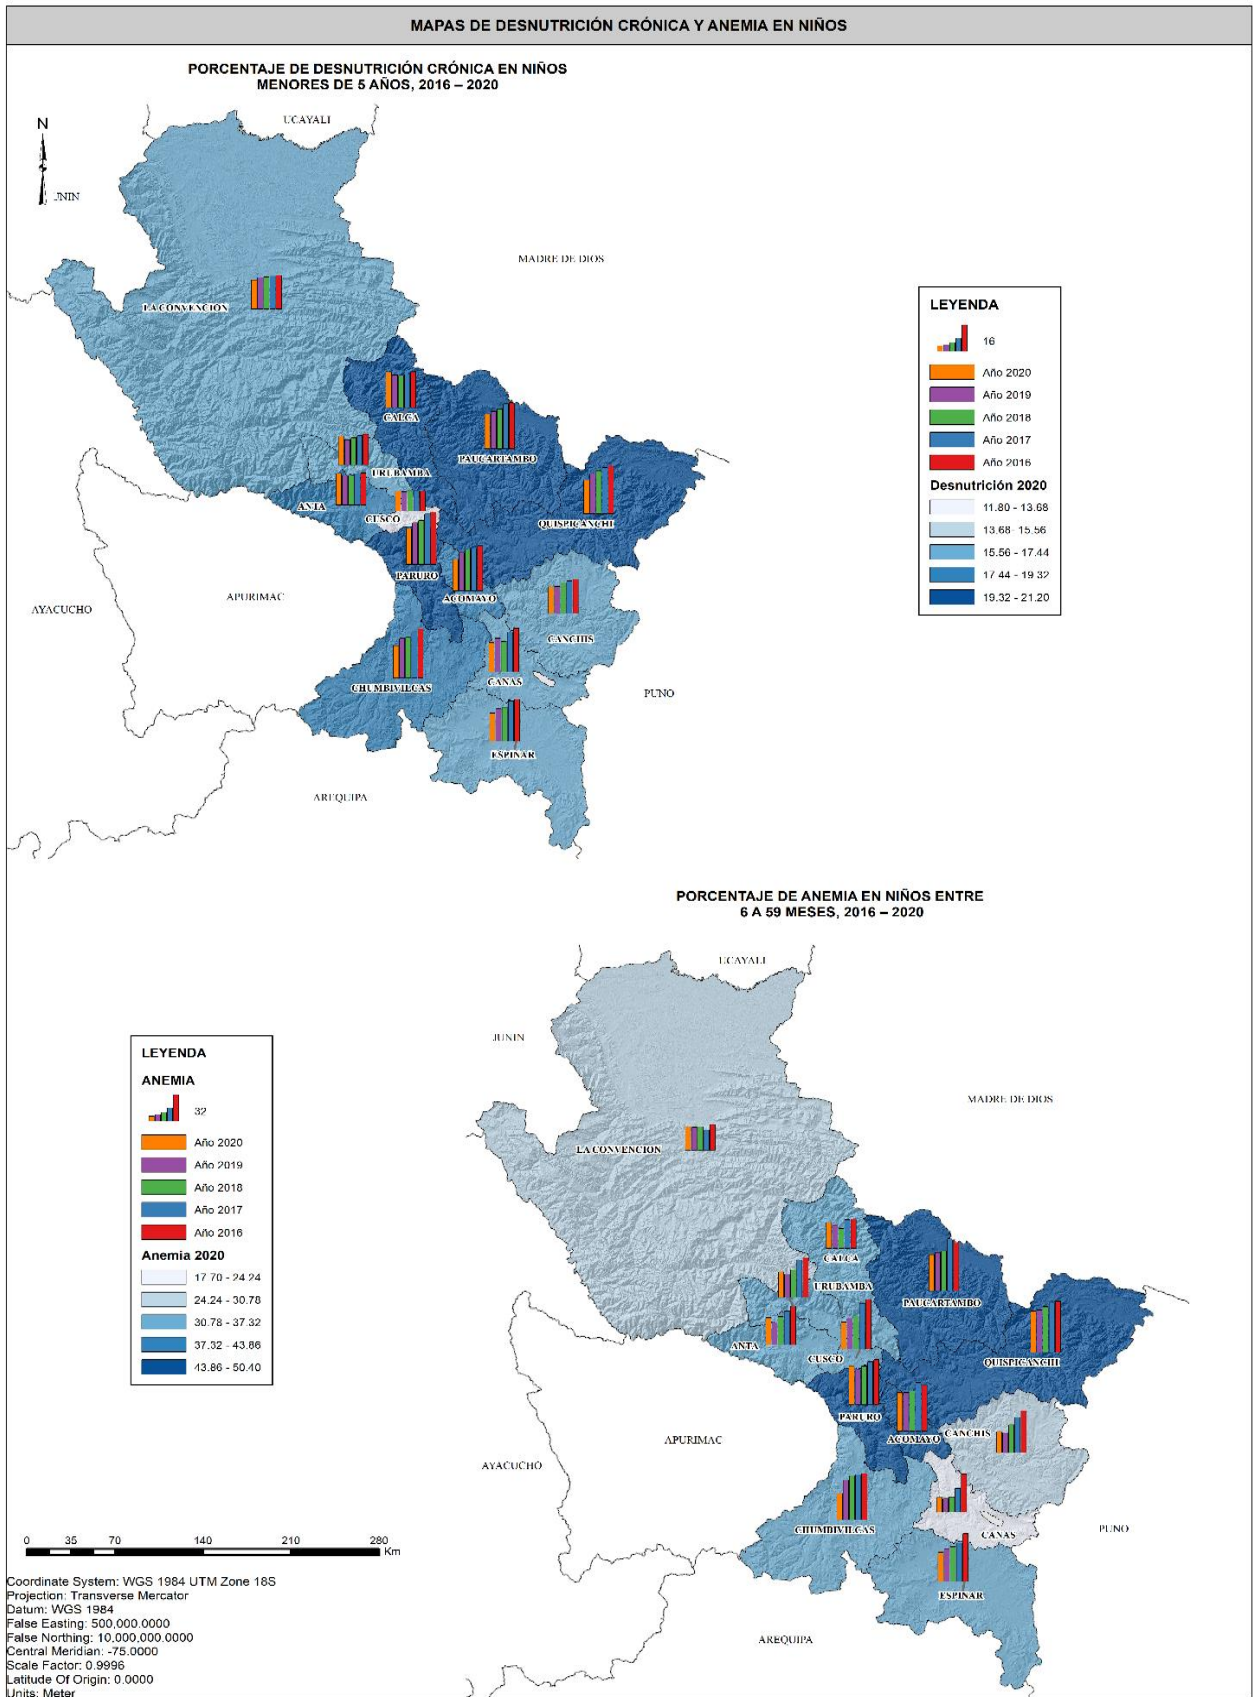 MAPAS DE DESNUTRICIÓN CRÓNICA Y ANEMIA EN NIÑOS
PORCENTAJE DE DESNUTRICIÓN CRÓNICA EN NIÑOS
MENORES DE 5 AÑOS, 2016 – 2020
N
UCAYALI
JNIN
MADRE DE DIOS
LA CONVENCIÓN
CALCA
PAUCARTAMBO
URUBAMBA
ANTA
CUSCO
QUISPICANCHI
PARURO
ACOMAYO
APURIMAC
AYACUCHO
CANCHIS
CANAS
CHUMBIVILCAS
PUNO
ESPINAR
AREQUIPA
LEYENDA
16
Año 2020
Año 2019
Año 2018
Año 2017
Año 2016
Desnutrición 2020
11.80 - 13.68
13.68- 15.56
15.56 - 17.44
17.44 - 19.32
19.32 - 21.20
PORCENTAJE DE ANEMIA EN NIÑOS ENTRE
6 A 59 MESES, 2016 – 2020
UCAYALI
JUNIN
MADRE DE DIOS
LA CONVENCIÓN
CALCA
URUBAMBA
PAUCARTAMBO
ANTA
CUSCO
QUISPICANCHI
PARURO
ACOMAYO
CANCHIS
APURIMAC
AYACUCHO
CHUMBIVILCAS
CANAS
PUNO
ESPINAR
AREQUIPA
LEYENDA
ANEMIA
32
Año 2020
Año 2019
Año 2018
Año 2017
Año 2016
Anemia 2020
17.70 - 24.24
24.24 - 30.78
30.78 - 37.32
37.32 - 43.86
43.86 - 50.40
0 35 70 140 210 280
Km
Coordinate System: WGS 1984 UTM Zone 18S
Projection: Transverse Mercator
Datum: WGS 1984
False Easting: 500,000.0000
False Northing: 10,000,000.0000
Central Meridian: -75.0000
Scale Factor: 0.9996
Latitude Of Origin: 0.0000
Units: Meter